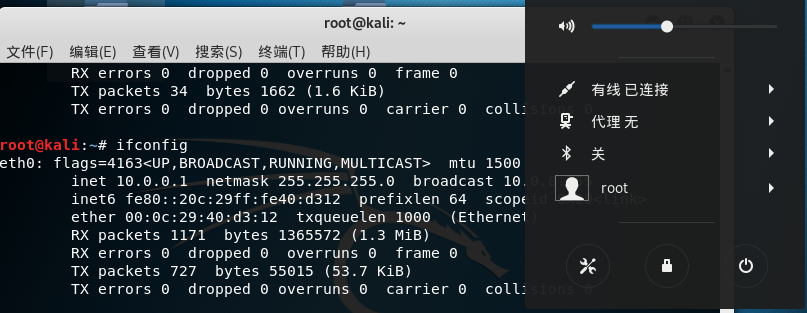 root@kali: ~
文件(F) 编辑(E) 查看(V) 搜索(S) 终端(T) 帮助(H)
RX errors 0 dropped 0 overruns 0 frame 0
TX packets 34 bytes 1662 (1.6 KiB)
TX errors 0 dropped 0 overruns 0 carrier 0 collisions 0
root@kali:~# ifconfig
eth0: flags=4163<UP,BROADCAST,RUNNING,MULTICAST> mtu 1500
inet 10.0.0.1 netmask 255.255.255.0 broadcast
inet6 fe80::20c:29ff:fe40:d312 prefixlen 64 scopeid
ether 00:0c:29:40:d3:12 txqueuelen 1000 (Ethernet)
RX packets 1171 bytes 1365572 (1.3 MiB)
RX errors 0 dropped 0 overruns 0 frame 0
TX packets 727 bytes 55015 (53.7 KiB)
TX errors 0 dropped 0 overruns 0 carrier 0 collisions 0
有线 已连接
代理 无
关
root